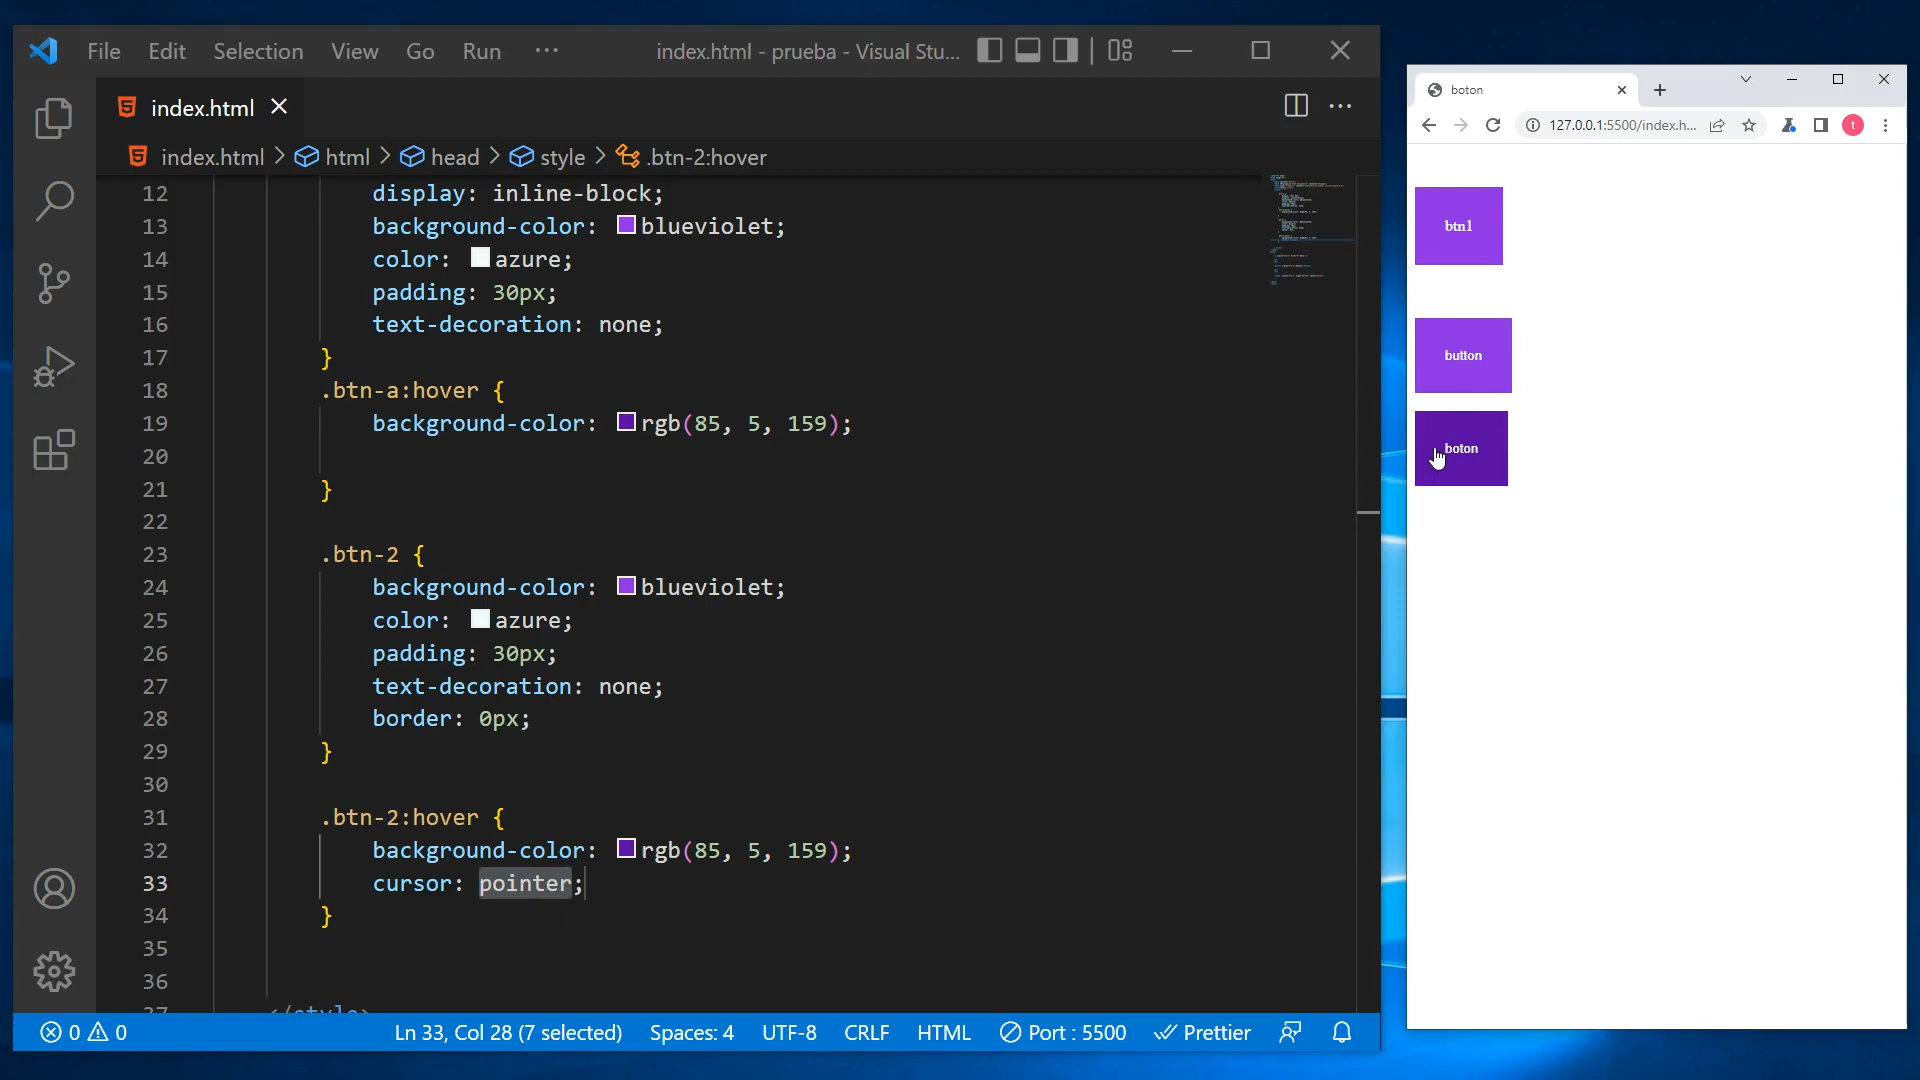 File Edit Selection View Go Run ··· index.html - prueba - Visual Stu...
index.html
index.html > html > head > style > .btn-2:hover
12 display: inline-block;
13 background-color: blueviolet;
14 color: azure;
15 padding: 30px;
16 text-decoration: none;
17 }
18 .btn-a:hover {
19 background-color: rgb(85, 5, 159);
20
21 }
22
23 .btn-2 {
24 background-color: blueviolet;
25 color: azure;
26 padding: 30px;
27 text-decoration: none;
28 border: 0px;
29 }
30
31 .btn-2:hover {
32 background-color: rgb(85, 5, 159);
33 cursor: pointer;
34 }
35
36
37 </style>
0 0 Ln 33, Col 28 (7 selected) Spaces: 4 UTF-8 CRLF HTML Port : 5500 Prettier
boton
127.0.0.1:5500/index.h... t
btn1
button
boton